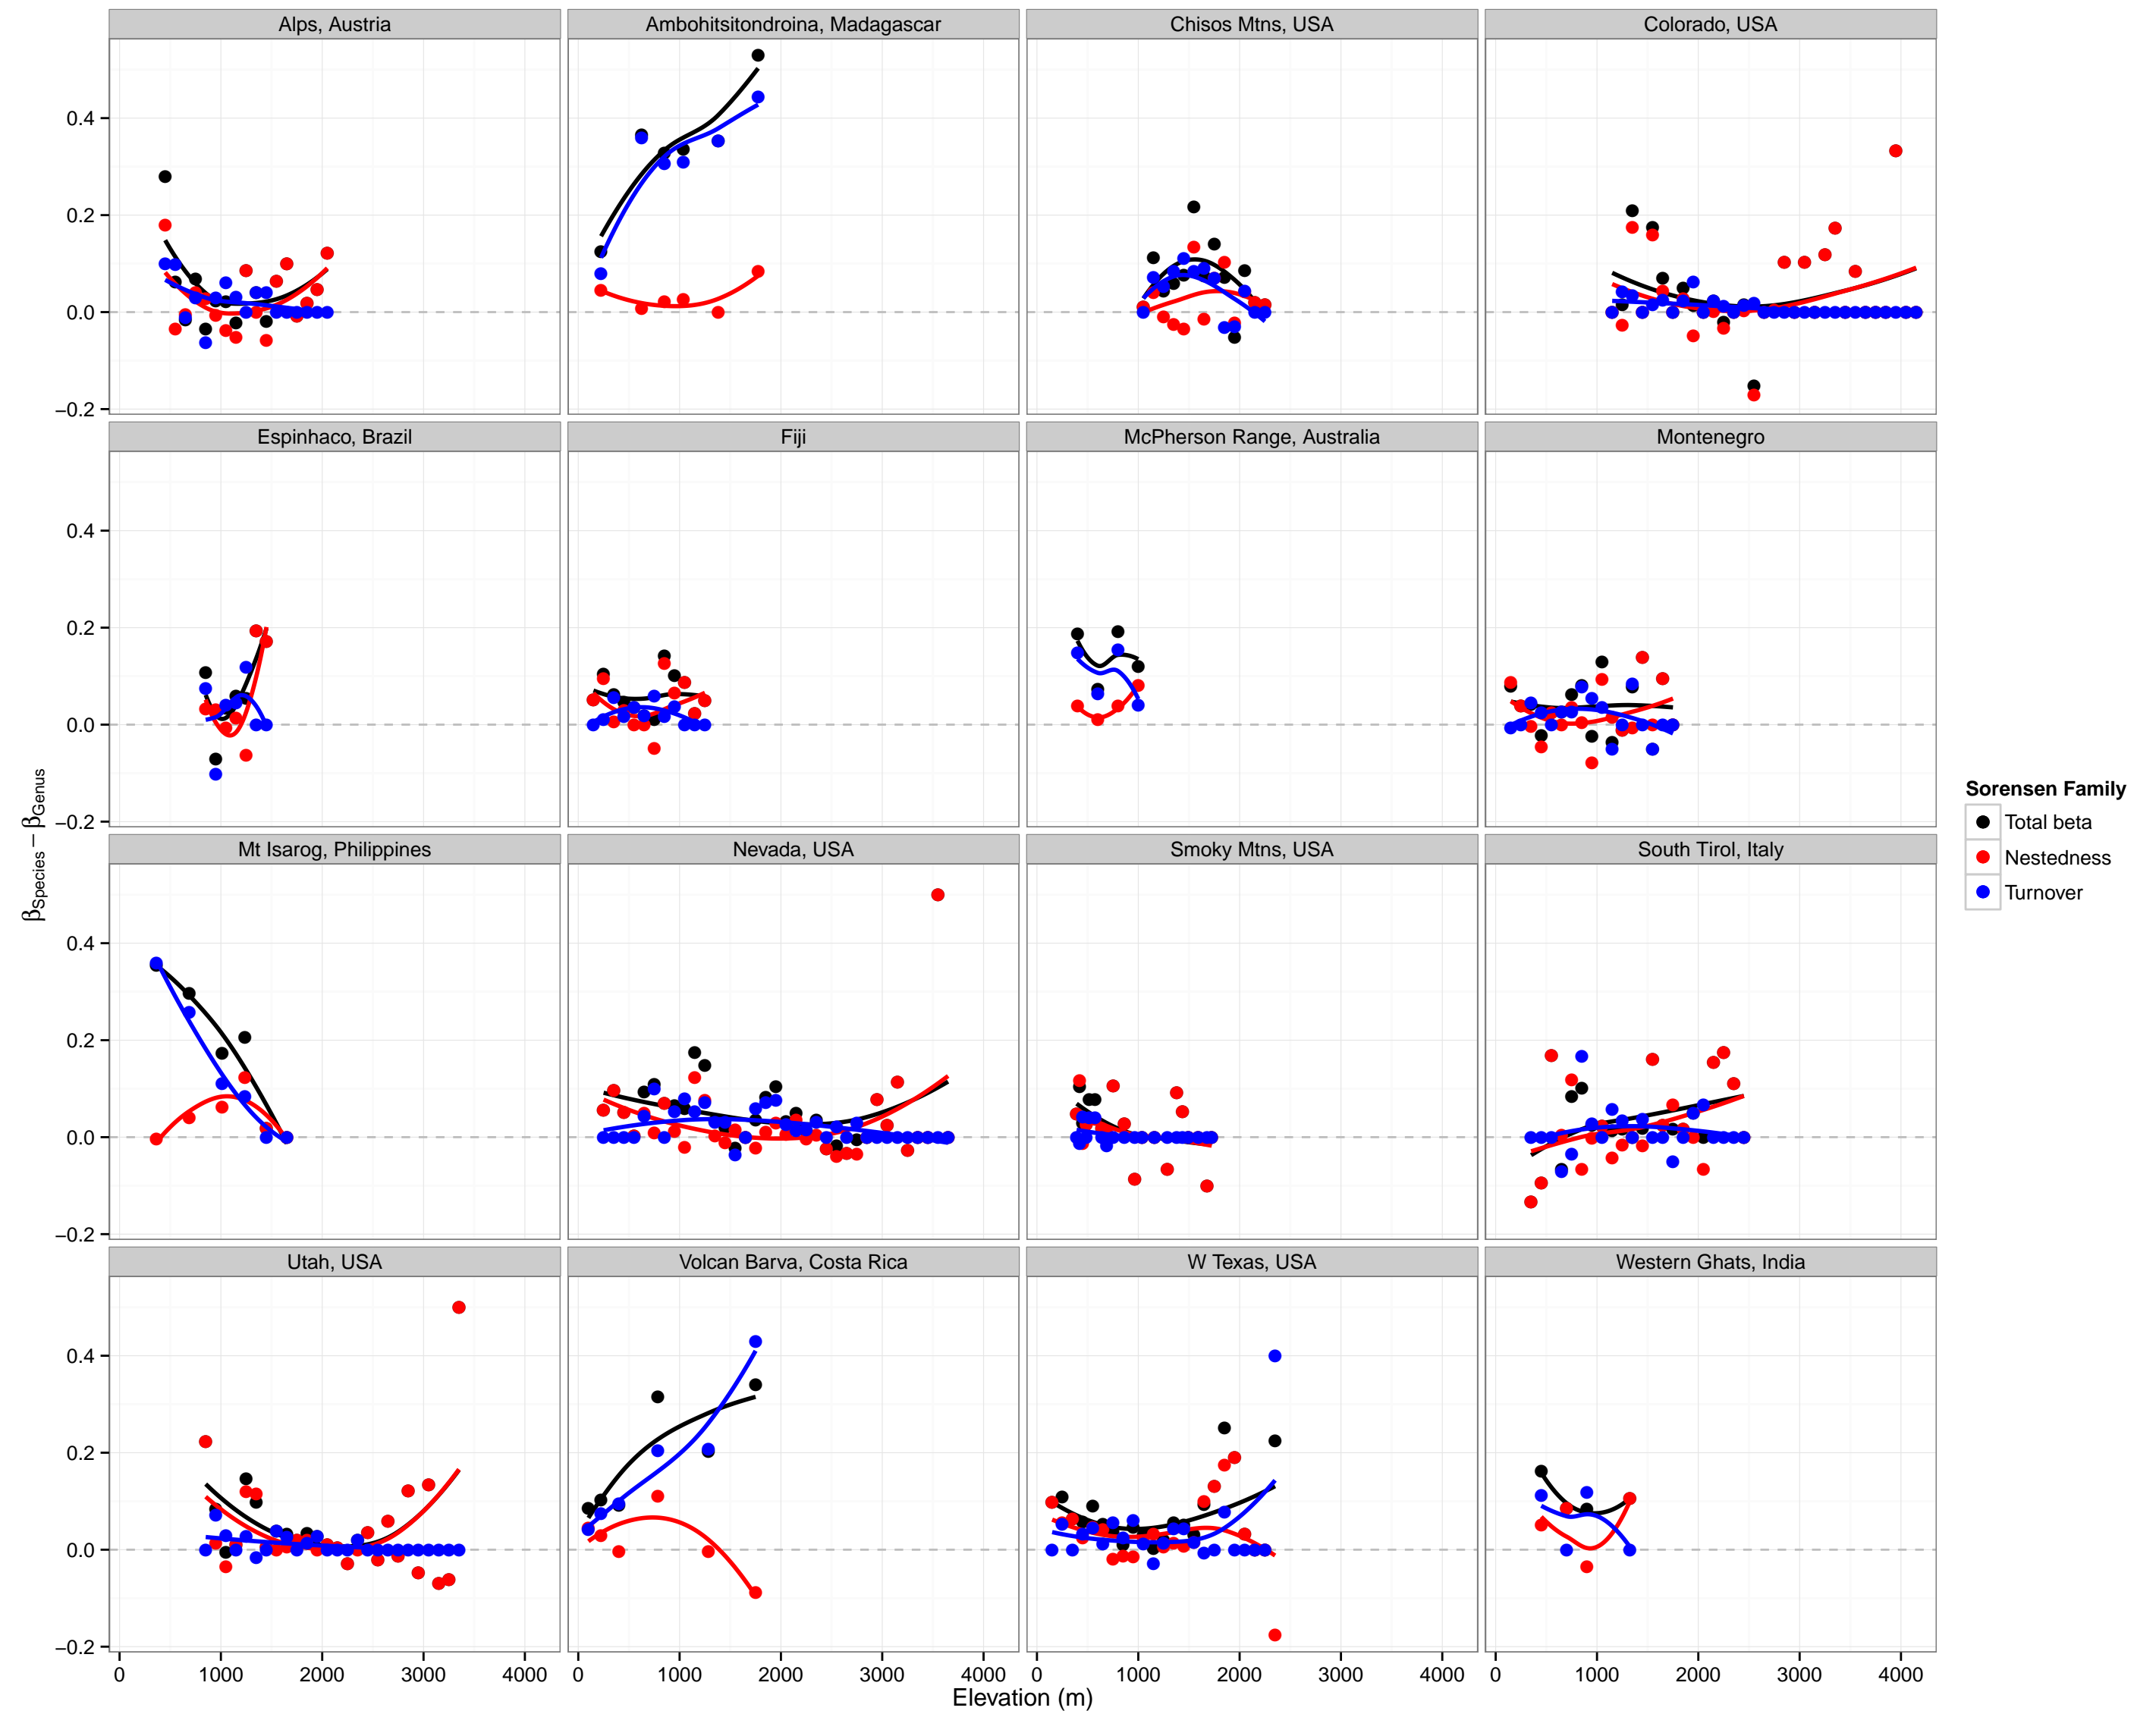 Alps, Austria
Ambohitsitondroina, Madagascar
Chisos Mtns, USA
Colorado, USA
0.4
0.2
0.0
−0.2
Espinhaco, Brazil
Fiji
McPherson Range, Australia
Montenegro
0.4
0.2
0.0
−0.2
Mt Isarog, Philippines
Nevada, USA
Smoky Mtns, USA
South Tirol, Italy
0.4
0.2
0.0
−0.2
Utah, USA
Volcan Barva, Costa Rica
W Texas, USA
Western Ghats, India
0.4
0.2
0.0
−0.2
0 1000 2000 3000 4000
0 1000 2000 3000 4000
0 1000 2000 3000 4000
0 1000 2000 3000 4000
Elevation (m)
βSpecies − βGenus
Sorensen Family
Total beta
Nestedness
Turnover